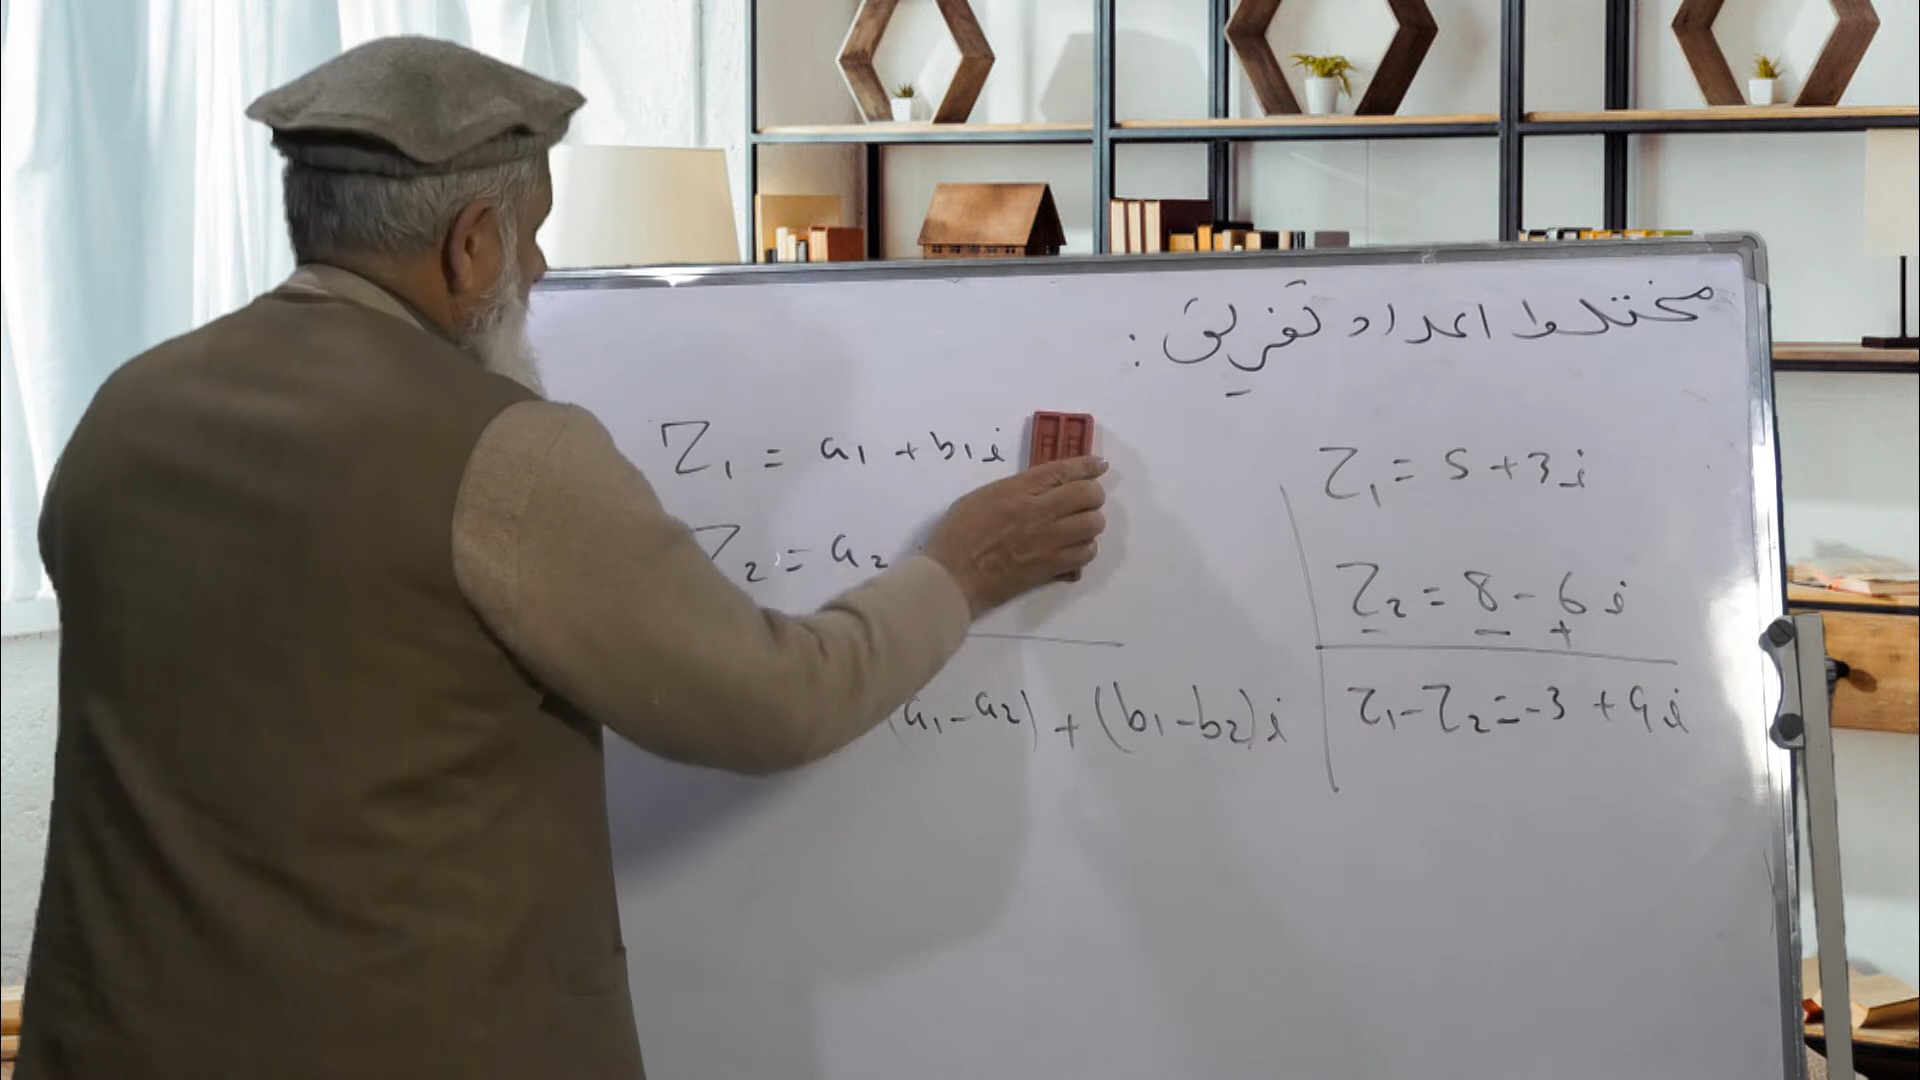 مختلط اعداد تفریق :
Z₁ = a₁ + b₁i
Z₂ = a₂
(a₁-a₂) + (b₁-b₂)i
Z₁ = 5 + 3i
Z₂ = 8 - 6i
- - +
Z₁-Z₂ = -3 + 9i